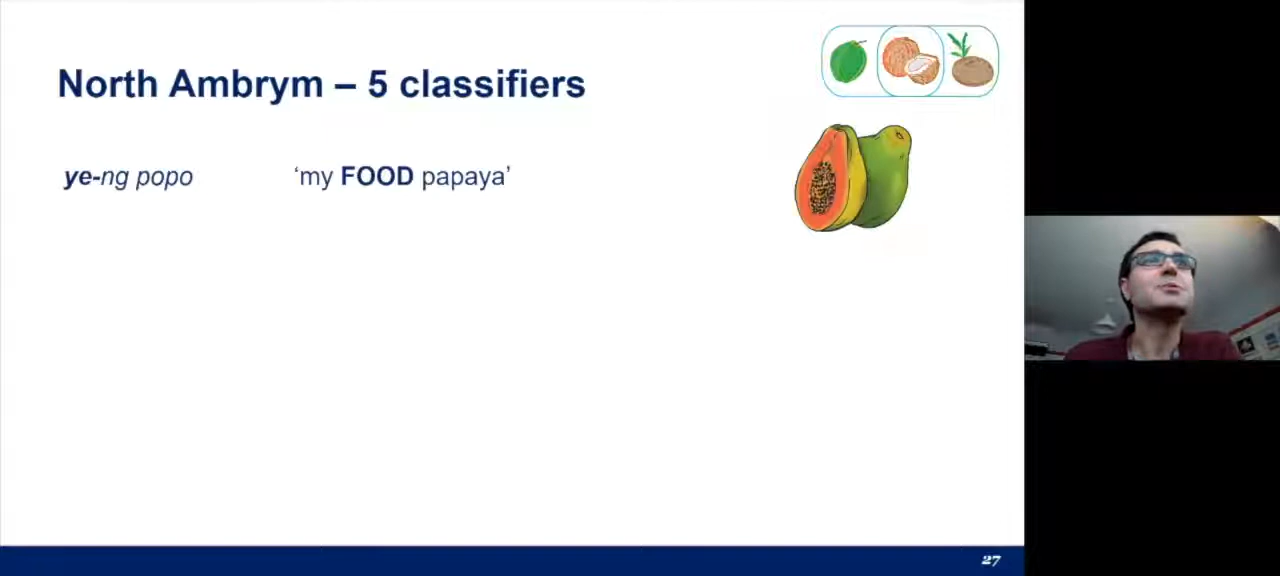 North Ambrym – 5 classifiers
ye-ng popo ‘my FOOD papaya’
27